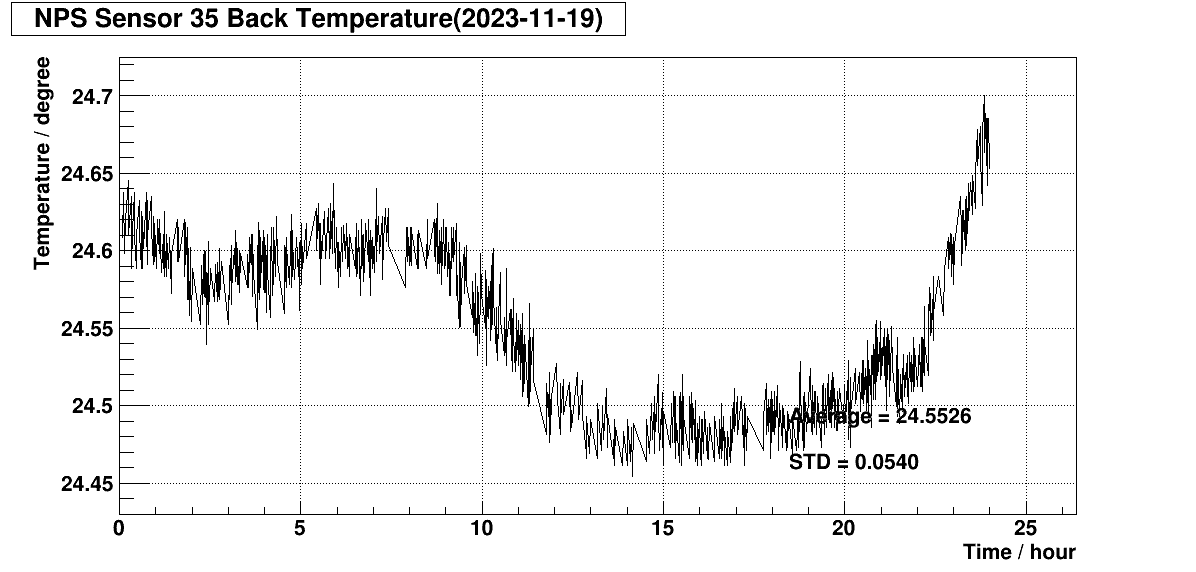 NPS Sensor 35 Back Temperature(2023-11-19)
Temperature / degree
24.7
24.65
24.6
24.55
24.5
24.45
Average = 24.5526
STD = 0.0540
0 5 10 15 20 25
Time / hour